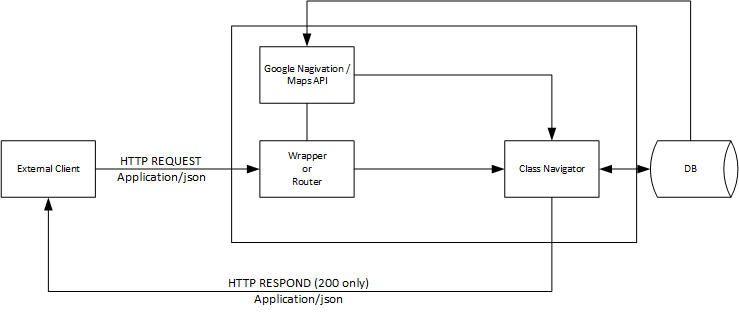 Google Nagivation /
Maps API
External Client
HTTP REQUEST
Application/json
Wrapper
or
Router
Class Navigator
DB
HTTP RESPOND (200 only)
Application/json